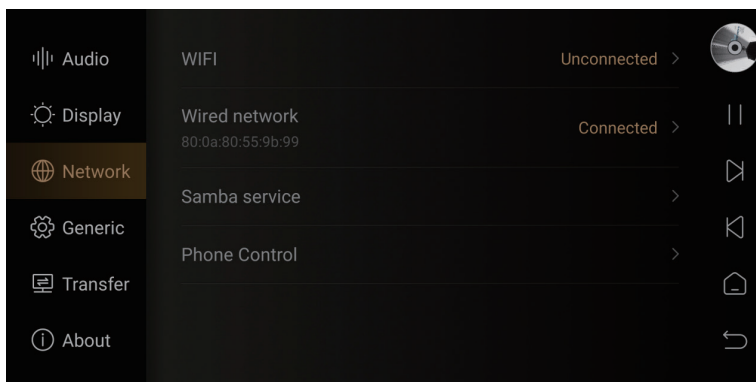 Audio
Display
Network
Generic
Transfer
About
WIFI
Unconnected
Wired network
80:0a:80:55:9b:99
Connected
Samba service
Phone Control